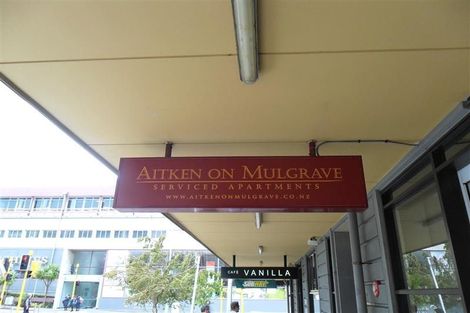 AITKEN ON MULGRAVE
SERVICED APARTMENTS
WWW.AITKENONMULGRAVE.CO.NZ
CAFE VANILLA
SUBWAY